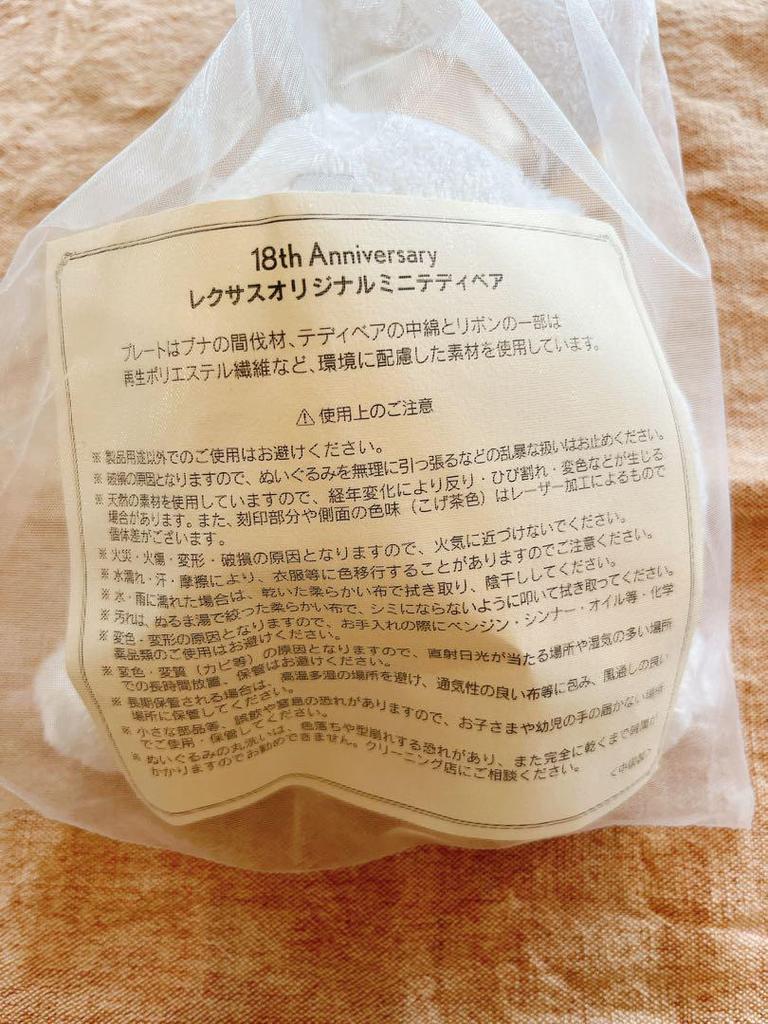 18th Anniversary
レクサスオリジナルミニテディベア
プレートはブナの間伐材、テディベアの中綿とリボンの一部は
再生ポリエステル繊維など、環境に配慮した素材を使用しています。
⚠ 使用上のご注意
※ 製品用途以外でのご使用はお避けください。
※ 破損の原因となりますので、ぬいぐるみを無理に引っ張るなどの乱暴な扱いはお止めください。
※ 天然の素材を使用していますので、経年変化により反り・ひび割れ・変色などが生じる
場合があります。また、刻印部分や側面の色味（こげ茶色）はレーザー加工によるもので
個体差がございます。
※ 火災・火傷・変形・破損の原因となりますので、火気に近づけないでください。
※ 水濡れ・汗・摩擦により、衣服等に色移行することがありますのでご注意ください。
※ 水・雨に濡れた場合は、乾いた柔らかい布で拭き取り、陰干ししてください。
※ 汚れは、ぬるま湯で絞った柔らかい布で、シミにならないように叩いて拭き取ってください。
※ 変色・変形の原因となりますので、お手入れの際にベンジン・シンナー・オイル等・化学
薬品類のご使用はお避けください。
※ 変色・変質（カビ等）の原因となりますので、直射日光が当たる場所や湿気の多い場所
での長時間放置、保管はお避けください。
※ 長期保管される場合は、高温多湿の場所を避け、通気性の良い布等に包み、風通しの良い
場所に保管してください。
※ 小さな部品等、誤飲や窒息の恐れがありますので、お子さまや幼児の手の届かない場所
でご使用・保管してください。
※ ぬいぐるみの丸洗いは、色落ちや型崩れする恐れがあり、また完全に乾くまで時間が
かかりますのでお勧めできません。クリーニング店にご相談ください。
＜中国製＞